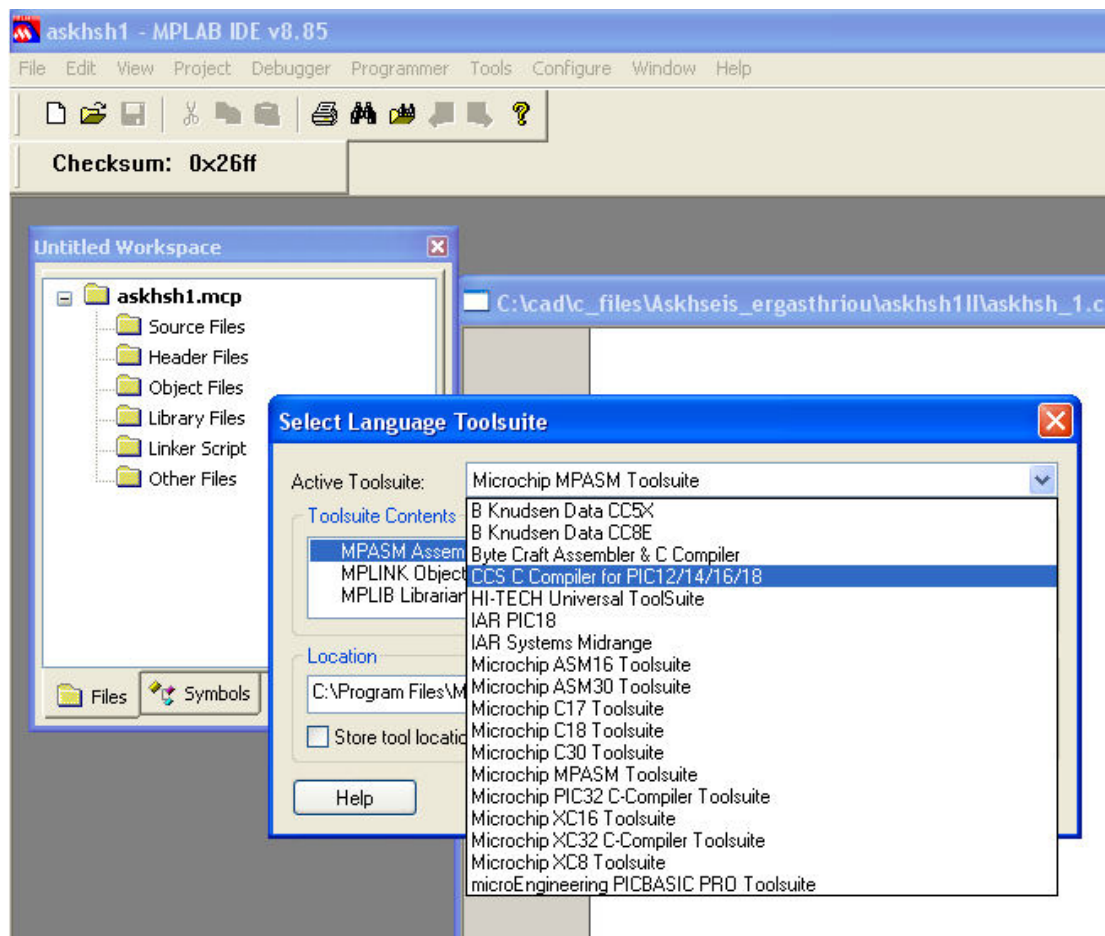 askhsh1 - MPLAB IDE v8.85
File Edit View Project Debugger Programmer Tools Configure Window Help
Checksum: 0x26ff
Untitled Workspace
askhsh1.mcp
Source Files
Header Files
Object Files
Library Files
Linker Script
Other Files
Files Symbols
C:\cad\c_files\Askhseis_ergasthriou\askhsh1II\askhsh_1.c
Select Language Toolsuite
Active Toolsuite: Microchip MPASM Toolsuite
Toolsuite Contents
MPASM Assem
MPLINK Object
MPLIB Librarian
Location
C:\Program Files\M
Store tool locatio
Help
B Knudsen Data CC5X
B Knudsen Data CC8E
Byte Craft Assembler & C Compiler
CCS C Compiler for PIC12/14/16/18
HI-TECH Universal ToolSuite
IAR PIC18
IAR Systems Midrange
Microchip ASM16 Toolsuite
Microchip ASM30 Toolsuite
Microchip C17 Toolsuite
Microchip C18 Toolsuite
Microchip C30 Toolsuite
Microchip MPASM Toolsuite
Microchip PIC32 C-Compiler Toolsuite
Microchip XC16 Toolsuite
Microchip XC32 C-Compiler Toolsuite
Microchip XC8 Toolsuite
microEngineering PICBASIC PRO Toolsuite